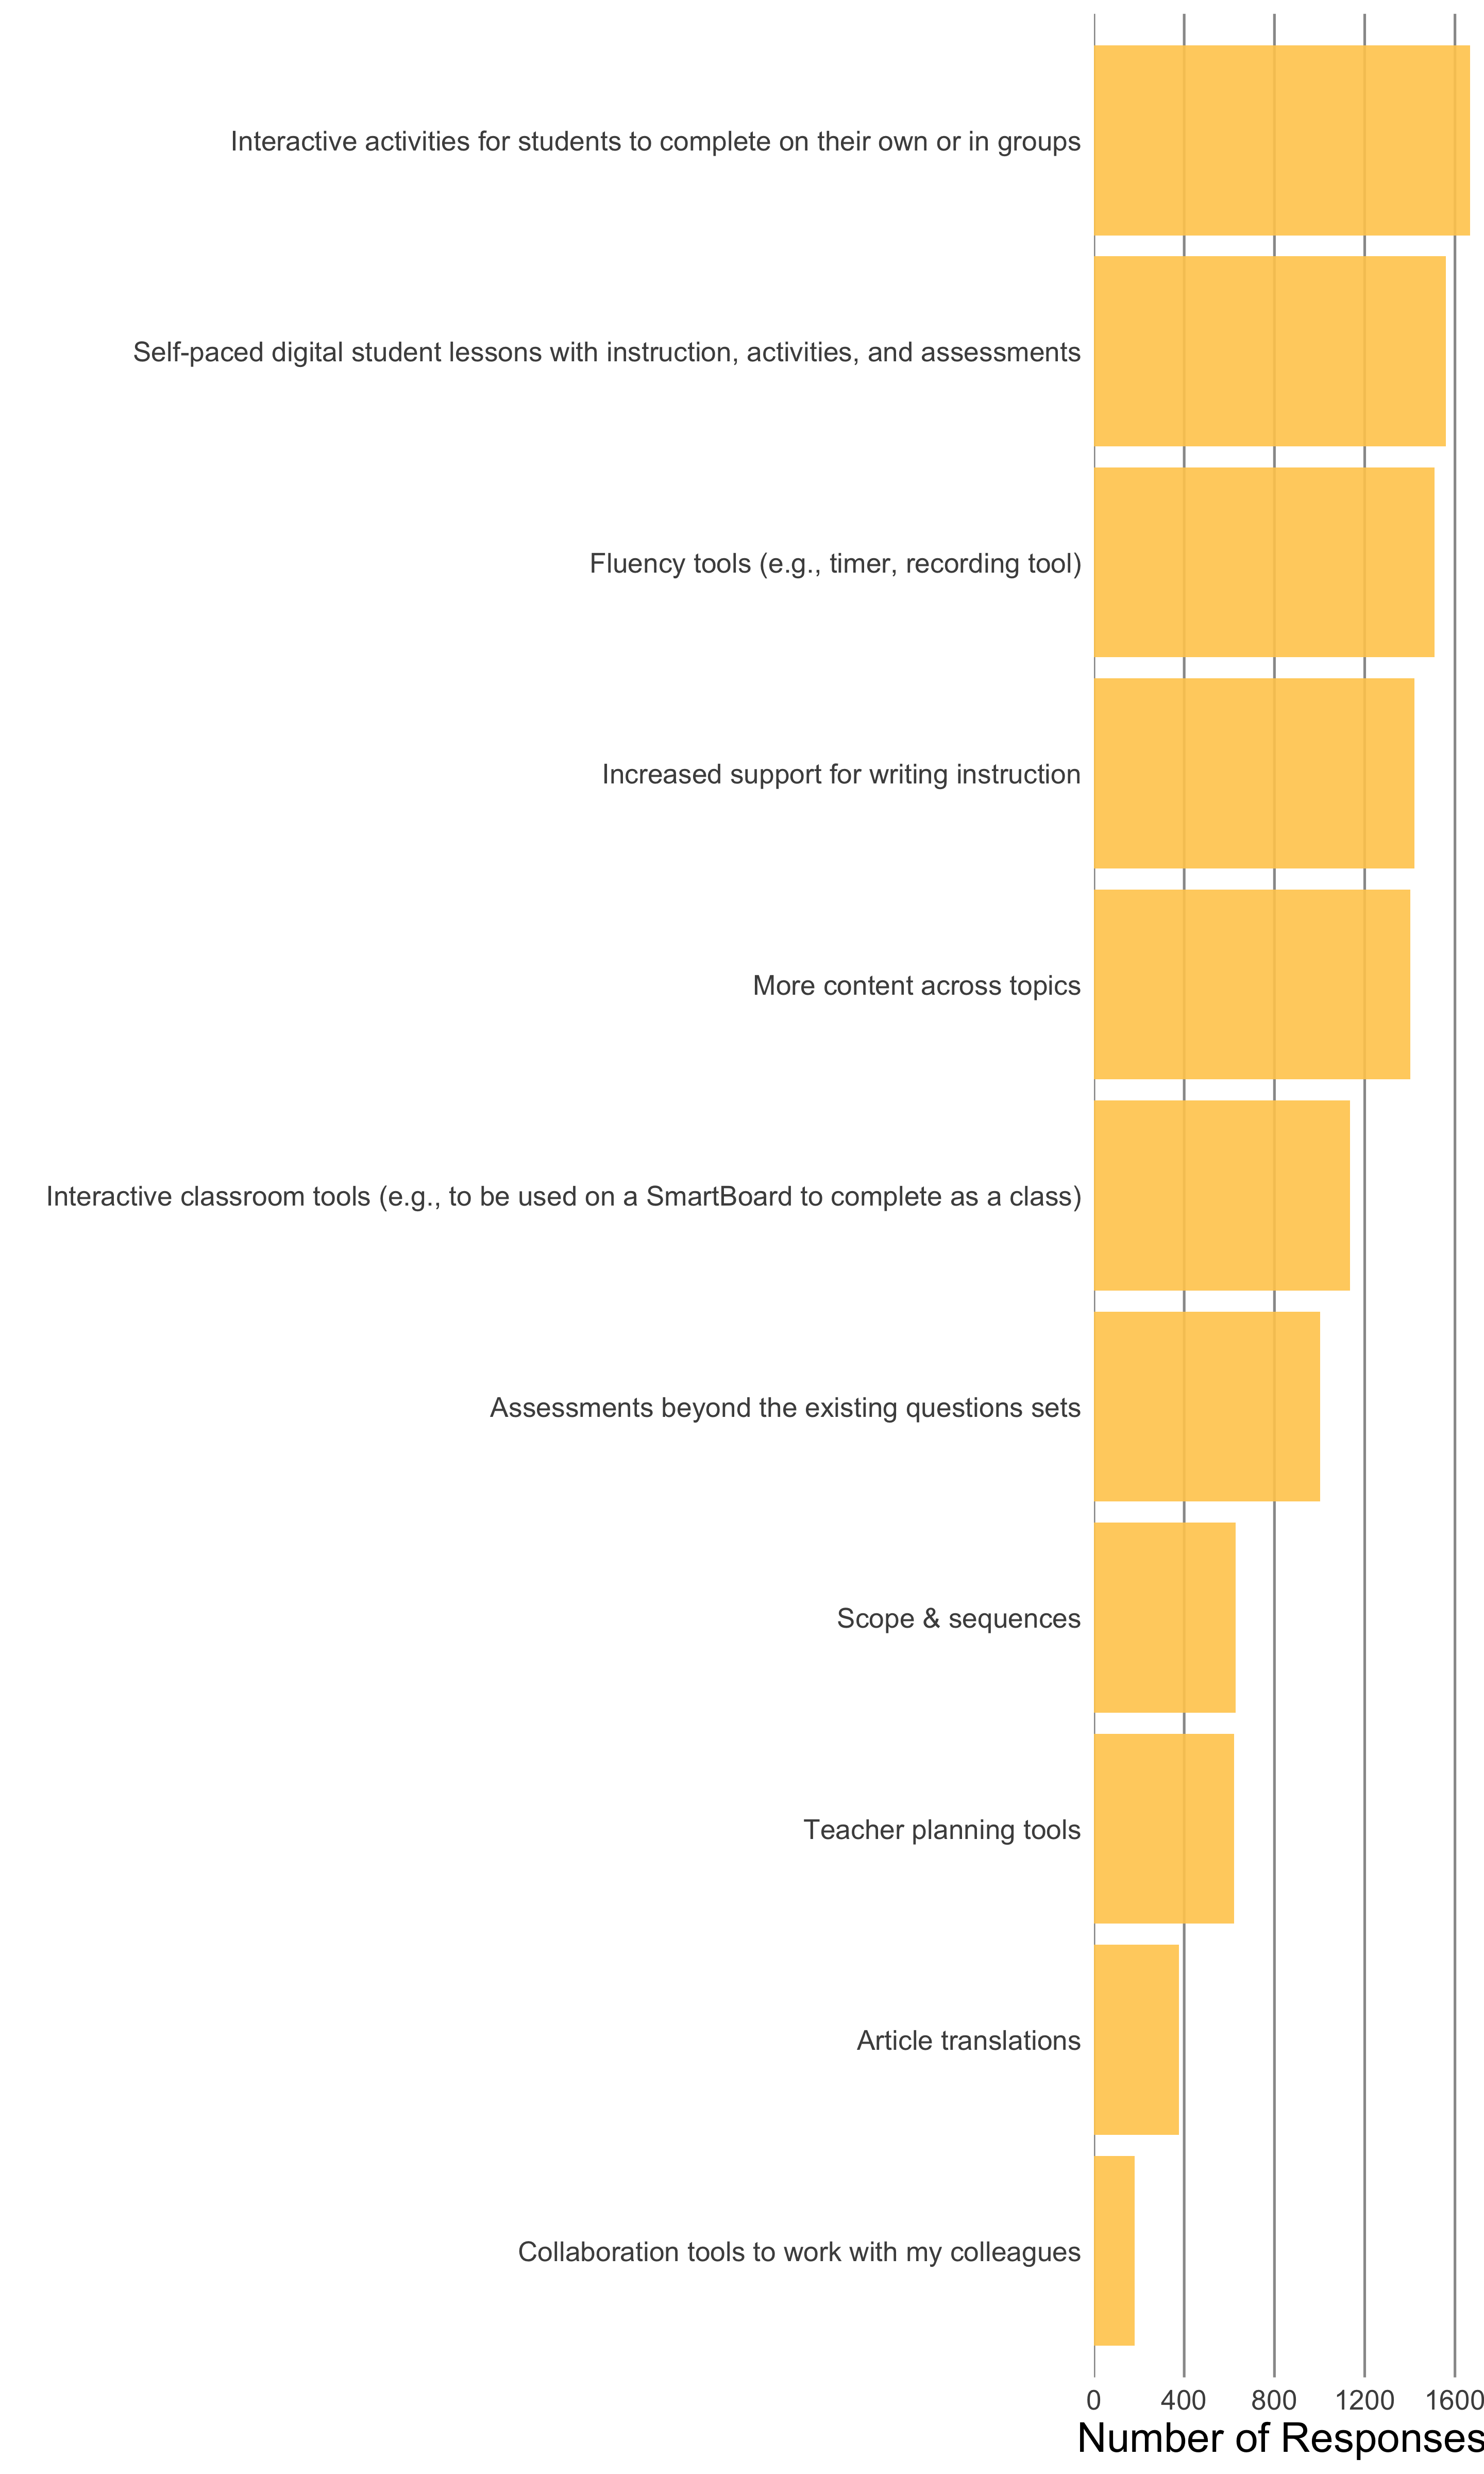 Interactive activities for students to complete on their own or in groups
Self-paced digital student lessons with instruction, activities, and assessments
Fluency tools (e.g., timer, recording tool)
Increased support for writing instruction
More content across topics
Interactive classroom tools (e.g., to be used on a SmartBoard to complete as a class)
Assessments beyond the existing questions sets
Scope & sequences
Teacher planning tools
Article translations
Collaboration tools to work with my colleagues
0 400 800 1200 1600
Number of Responses